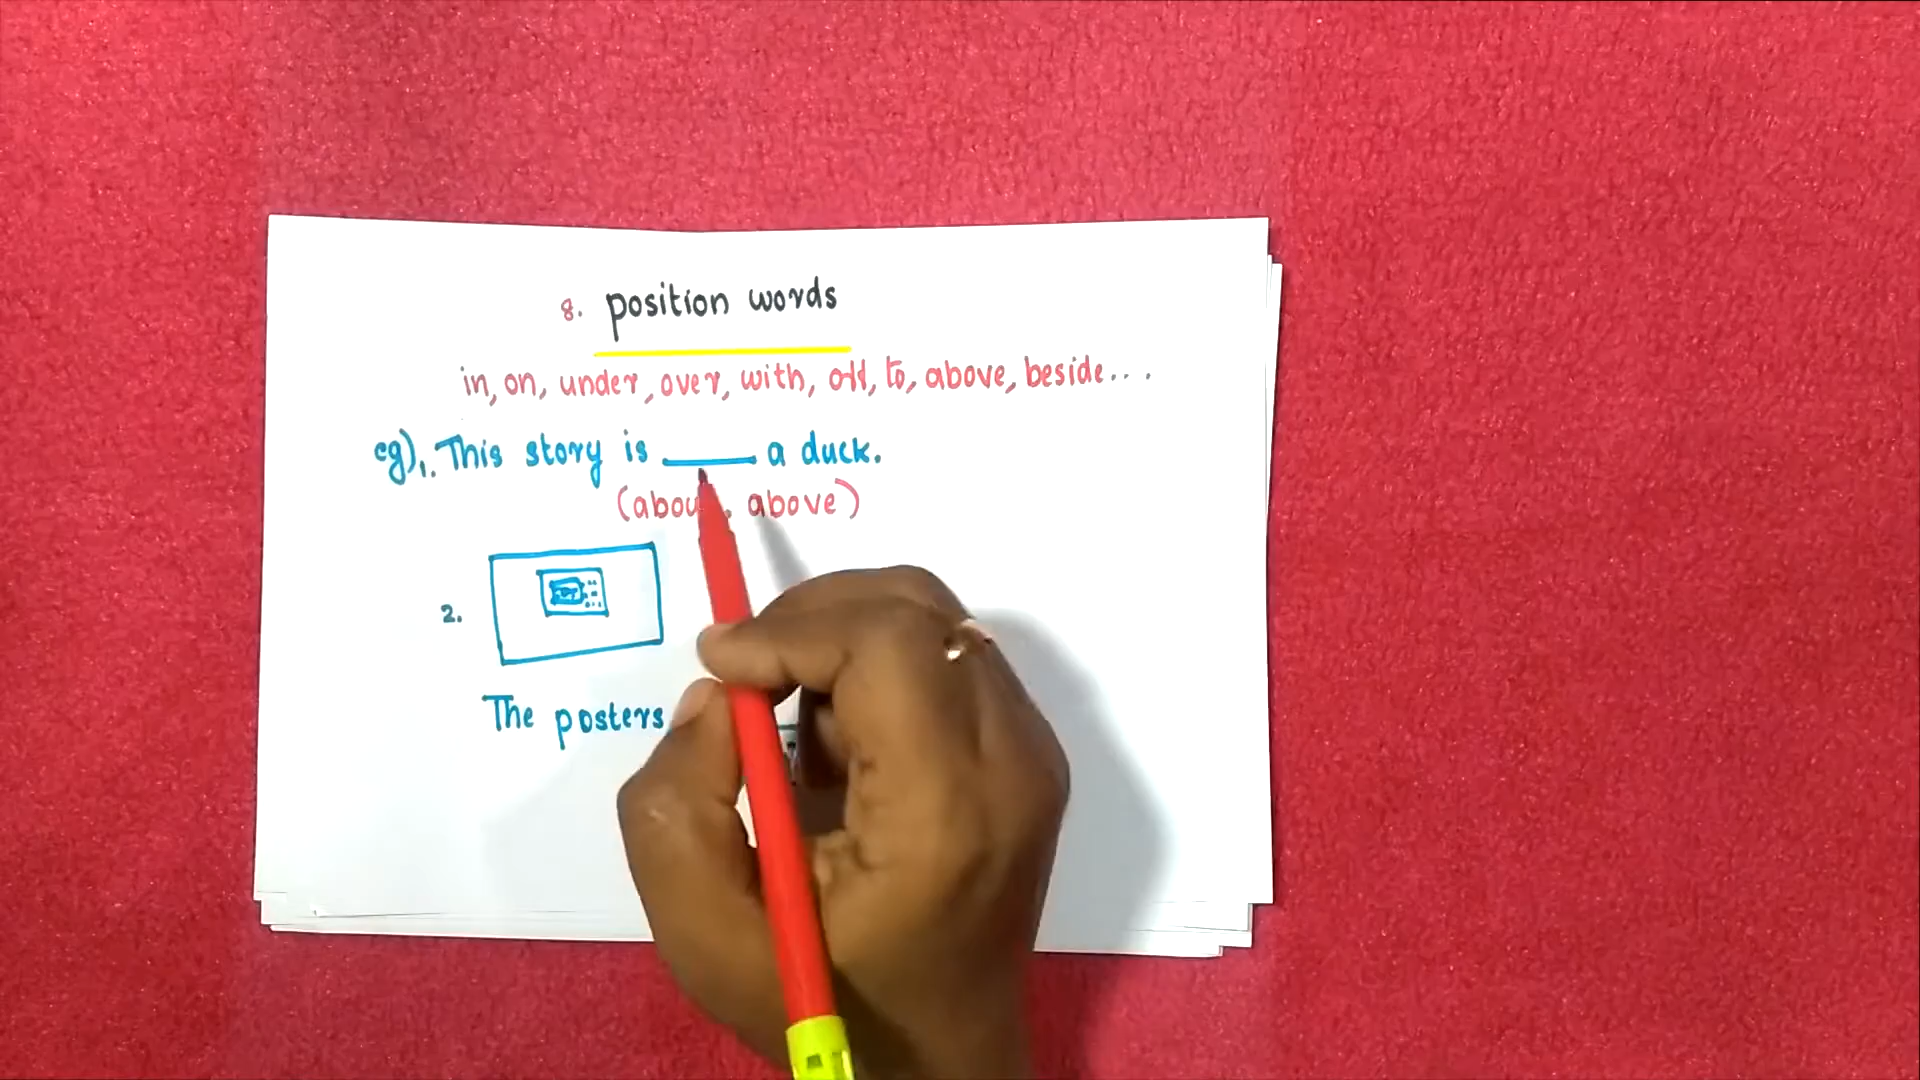 8. position words
in, on, under, over, with, off, to, above, beside...
eg) 1. This story is ____ a duck.
above)
2.
The posters